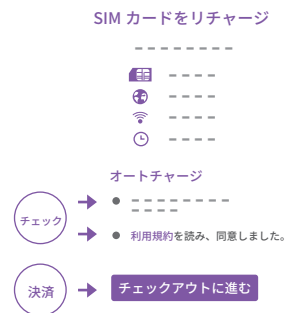 SIM カードをリチャージ
オートチャージ
チェック
利用規約を読み、同意しました。
決済
チェックアウトに進む